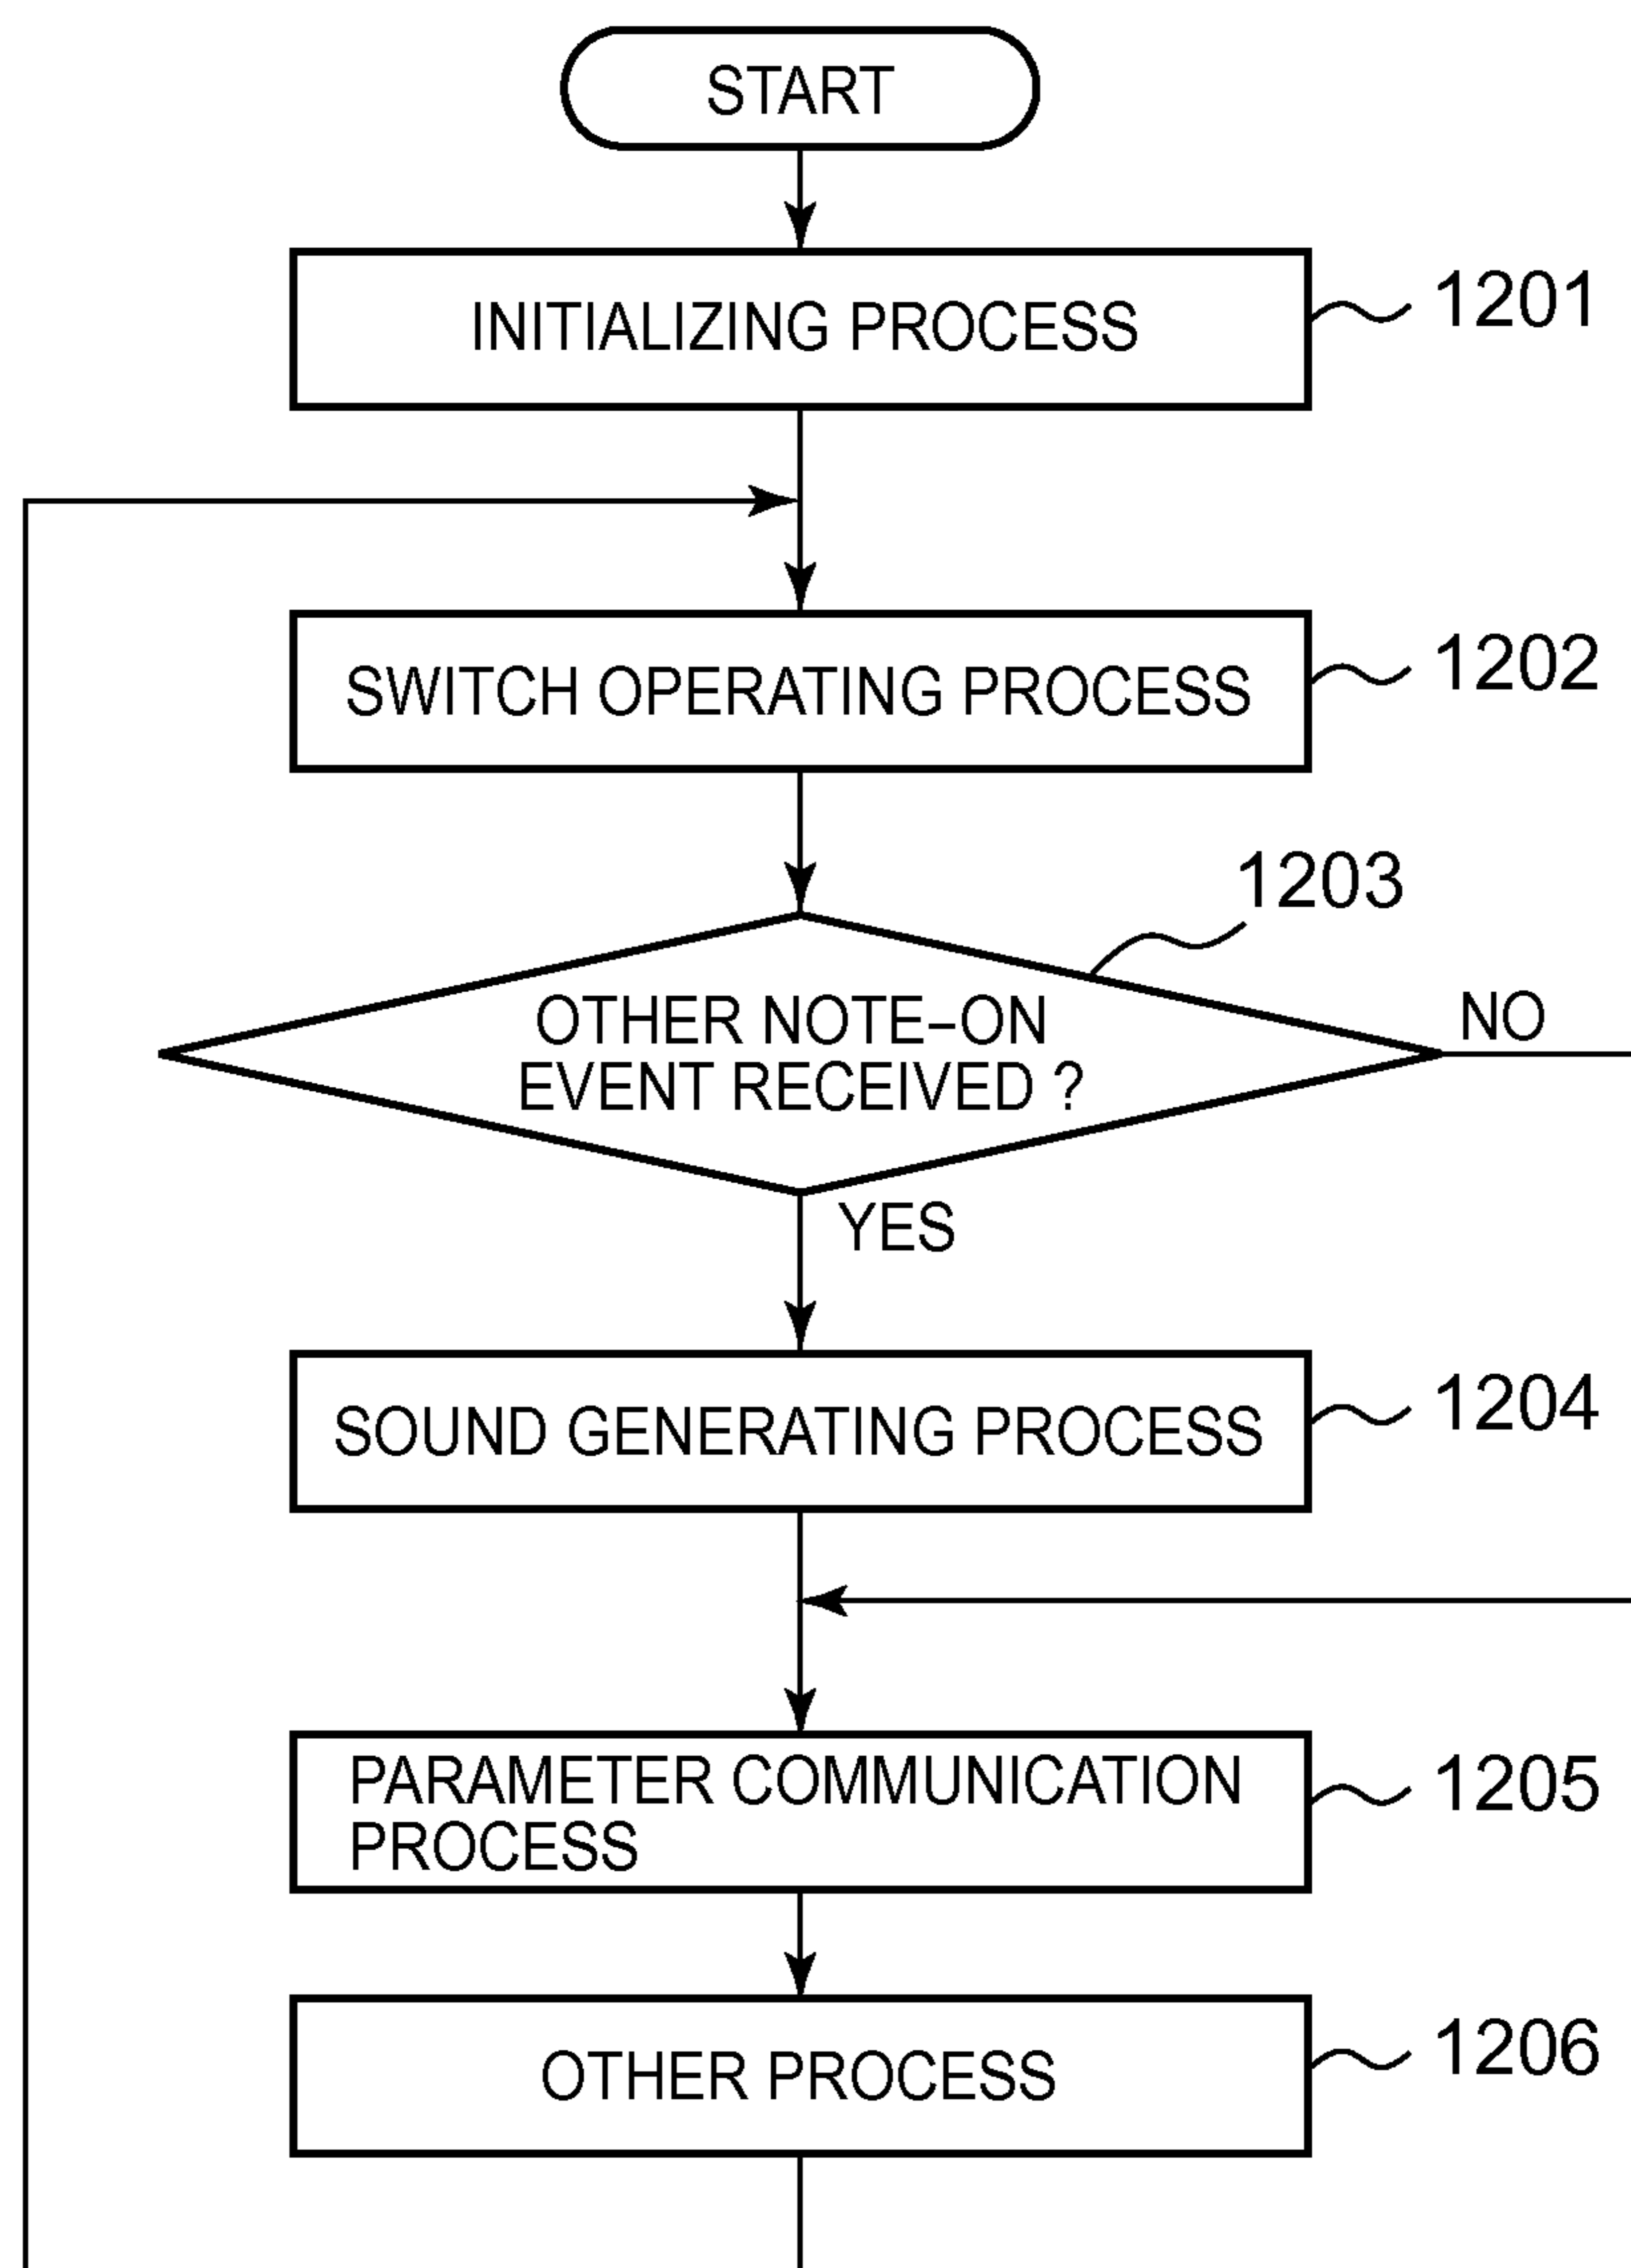 START
INITIALIZING PROCESS
1201
SWITCH OPERATING PROCESS
1202
1203
OTHER NOTE–ON
EVENT RECEIVED ?
NO
YES
SOUND GENERATING PROCESS
1204
PARAMETER COMMUNICATION
PROCESS
1205
OTHER PROCESS
1206